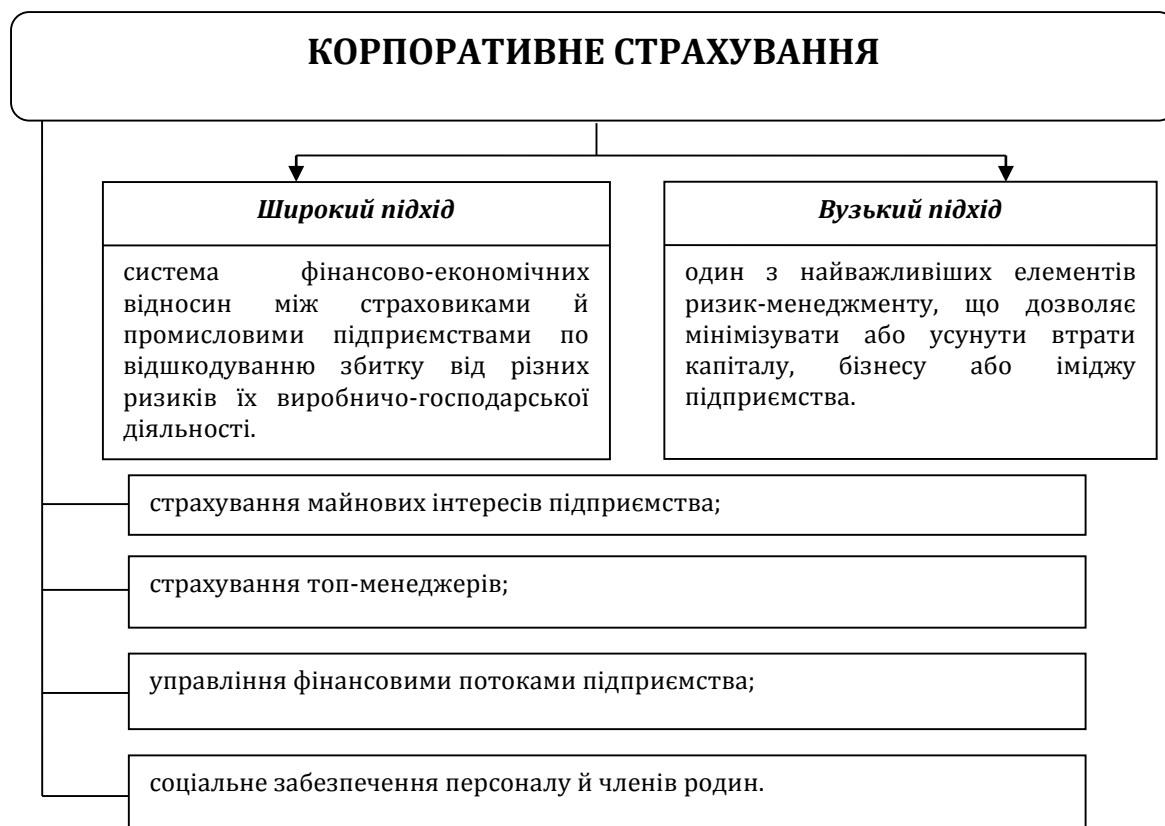 КОРПОРАТИВНЕ СТРАХУВАННЯ
Широкий підхід
система фінансово-економічних
відносин між страховиками й
промисловими підприємствами по
відшкодуванню збитку від різних
ризиків їх виробничо-господарської
діяльності.
Вузький підхід
один з найважливіших елементів
ризик-менеджменту, що дозволяє
мінімізувати або усунути втрати
капіталу, бізнесу або іміджу
підприємства.
страхування майнових інтересів підприємства;
страхування топ-менеджерів;
управління фінансовими потоками підприємства;
соціальне забезпечення персоналу й членів родин.